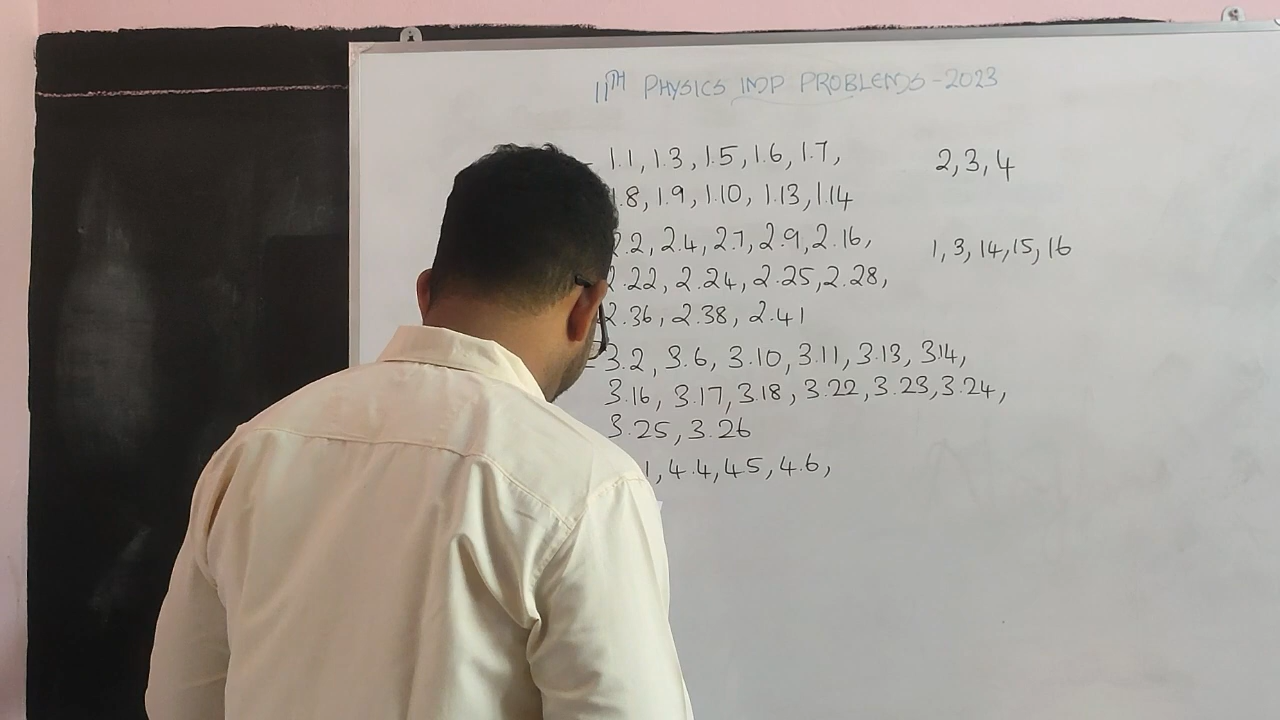 11TH PHYSICS IMP PROBLEMS - 2023
- 1.1, 1.3, 1.5, 1.6, 1.7, 2, 3, 4
1.8, 1.9, 1.10, 1.13, 1.14
2.2, 2.4, 2.7, 2.9, 2.16, 1, 3, 14, 15, 16
2.22, 2.24, 2.25, 2.28,
2.36, 2.38, 2.41
= 3.2, 3.6, 3.10, 3.11, 3.13, 3.14,
3.16, 3.17, 3.18, 3.22, 3.23, 3.24,
3.25, 3.26
1, 4.4, 4.5, 4.6,